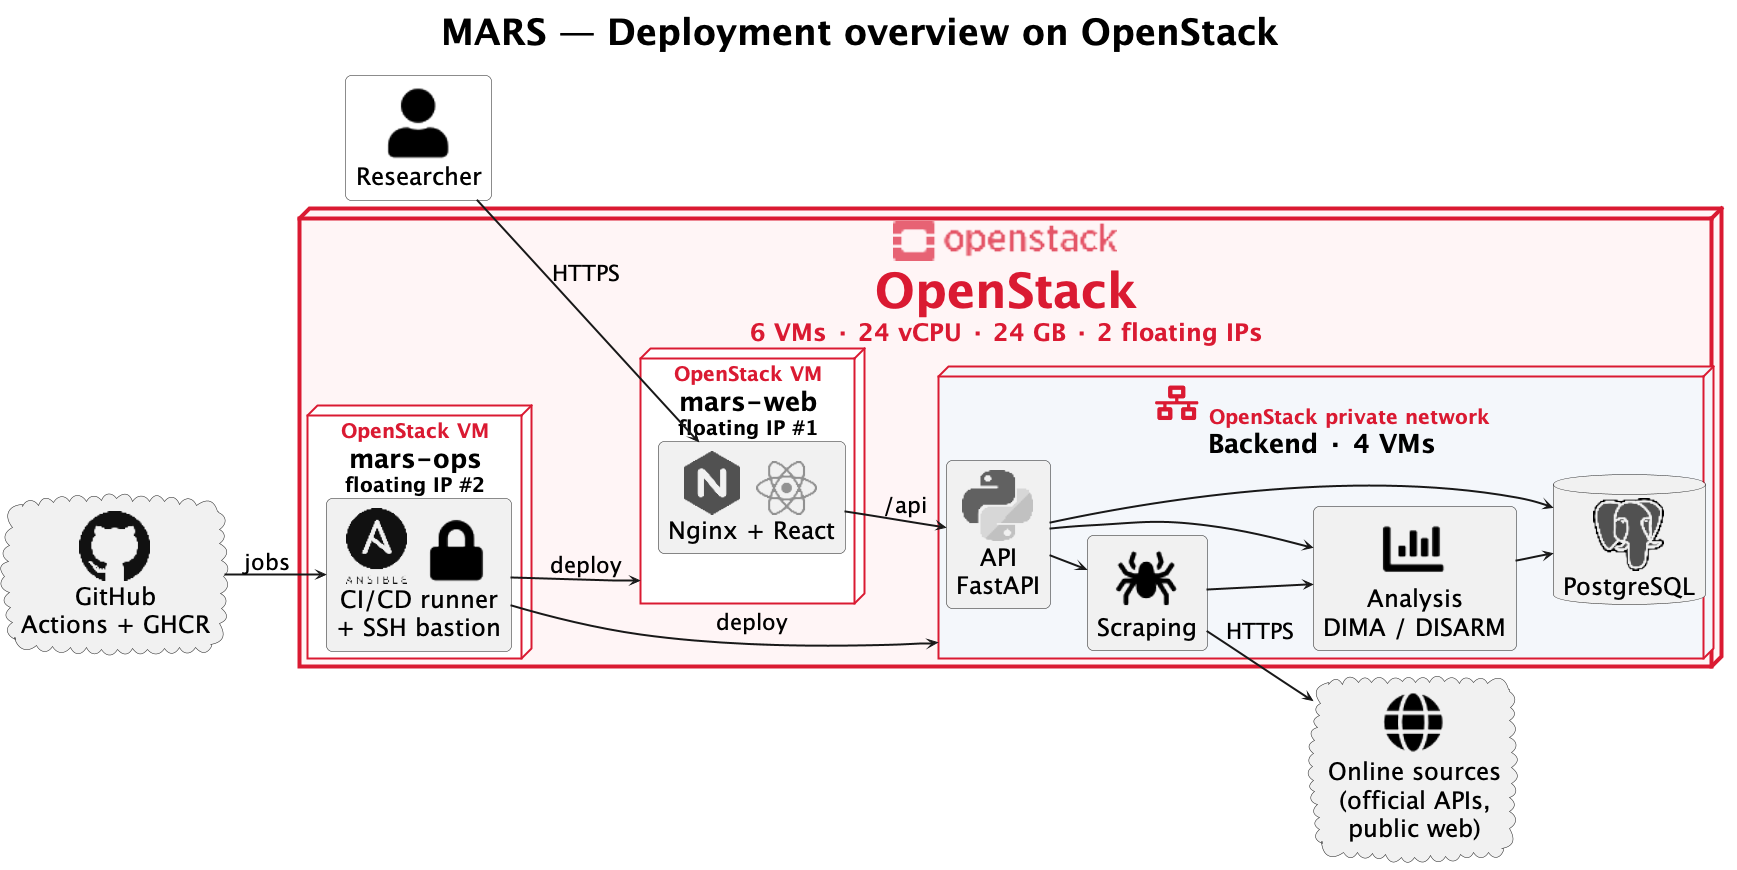 MARS — Deployment overview on OpenStack
Researcher
HTTPS
openstack
OpenStack
6 VMs · 24 vCPU · 24 GB · 2 floating IPs
OpenStack VM
mars-web
floating IP #1
Nginx + React
OpenStack VM
mars-ops
floating IP #2
ANSIBLE
CI/CD runner
+ SSH bastion
GitHub
Actions + GHCR
jobs
deploy
deploy
/api
OpenStack private network
Backend · 4 VMs
API
FastAPI
Scraping
Analysis
DIMA / DISARM
PostgreSQL
HTTPS
Online sources
(official APIs,
public web)